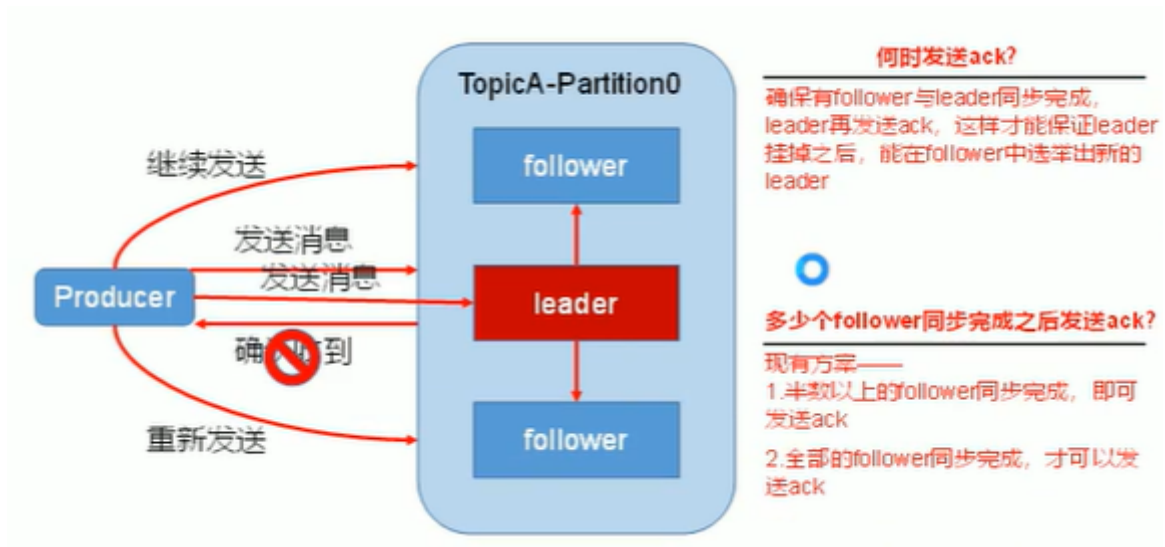 TopicA-Partition0
follower
继续发送
发送消息
发送消息
Producer
leader
确认收到
重新发送
follower
何时发送ack?
确保有follower与leader同步完成,
leader再发送ack, 这样才能保证leader
挂掉之后, 能在follower中选举出新的
leader
多少个follower同步完成之后发送ack?
现有方案——
1.半数以上的follower同步完成, 即可
发送ack
2.全部的follower同步完成, 才可以发
送ack